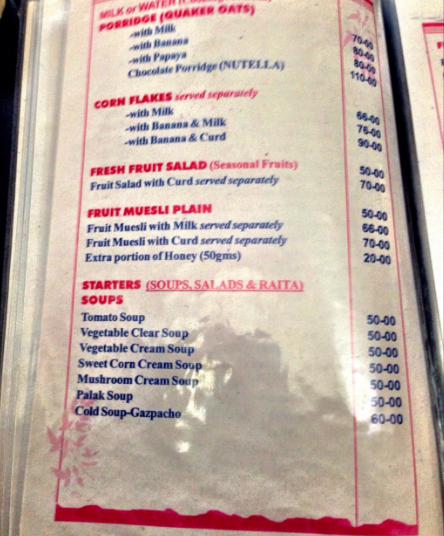 MILK or WATER
PORRIDGE (QUAKER OATS)
-with Milk 70-00
-with Banana 80-00
-with Papaya 80-00
Chocolate Porridge (NUTELLA) 110-00
CORN FLAKES served separately
-with Milk 66-00
-with Banana & Milk 76-00
-with Banana & Curd 90-00
FRESH FRUIT SALAD (Seasonal Fruits) 50-00
Fruit Salad with Curd served separately 70-00
FRUIT MUESLI PLAIN 50-00
Fruit Muesli with Milk served separately 66-00
Fruit Muesli with Curd served separately 70-00
Extra portion of Honey (50gms) 20-00
STARTERS (SOUPS, SALADS & RAITA)
SOUPS
Tomato Soup 50-00
Vegetable Clear Soup 50-00
Vegetable Cream Soup 50-00
Sweet Corn Cream Soup 50-00
Mushroom Cream Soup 50-00
Palak Soup 50-00
Cold Soup-Gazpacho 60-00